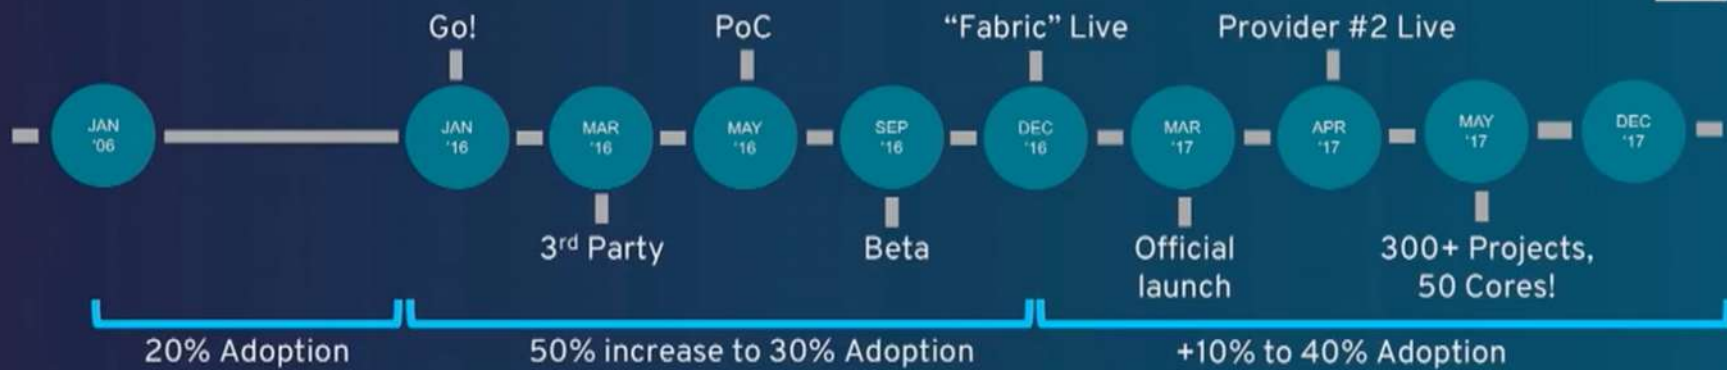 Go!
PoC
“Fabric” Live
Provider #2 Live
JAN
'06
JAN
'16
MAR
'16
MAY
'16
SEP
'16
DEC
'16
MAR
'17
APR
'17
MAY
'17
DEC
'17
3rd Party
Beta
Official
launch
300+ Projects,
50 Cores!
20% Adoption
50% increase to 30% Adoption
+10% to 40% Adoption